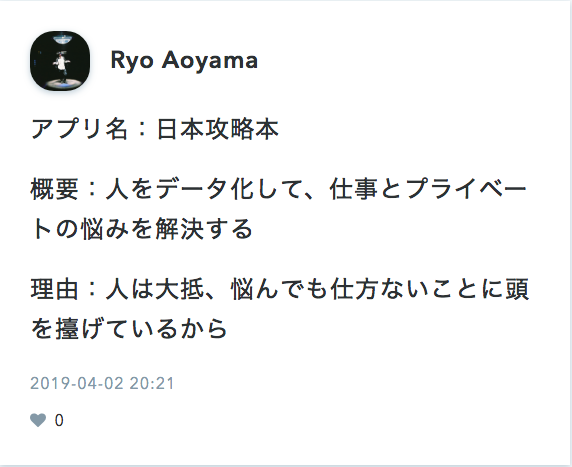 Ryo Aoyama
アプリ名：日本攻略本
概要：人をデータ化して、仕事とプライベー
トの悩みを解決する
理由：人は大抵、悩んでも仕方ないことに頭
を擡げているから
2019-04-02 20:21
0